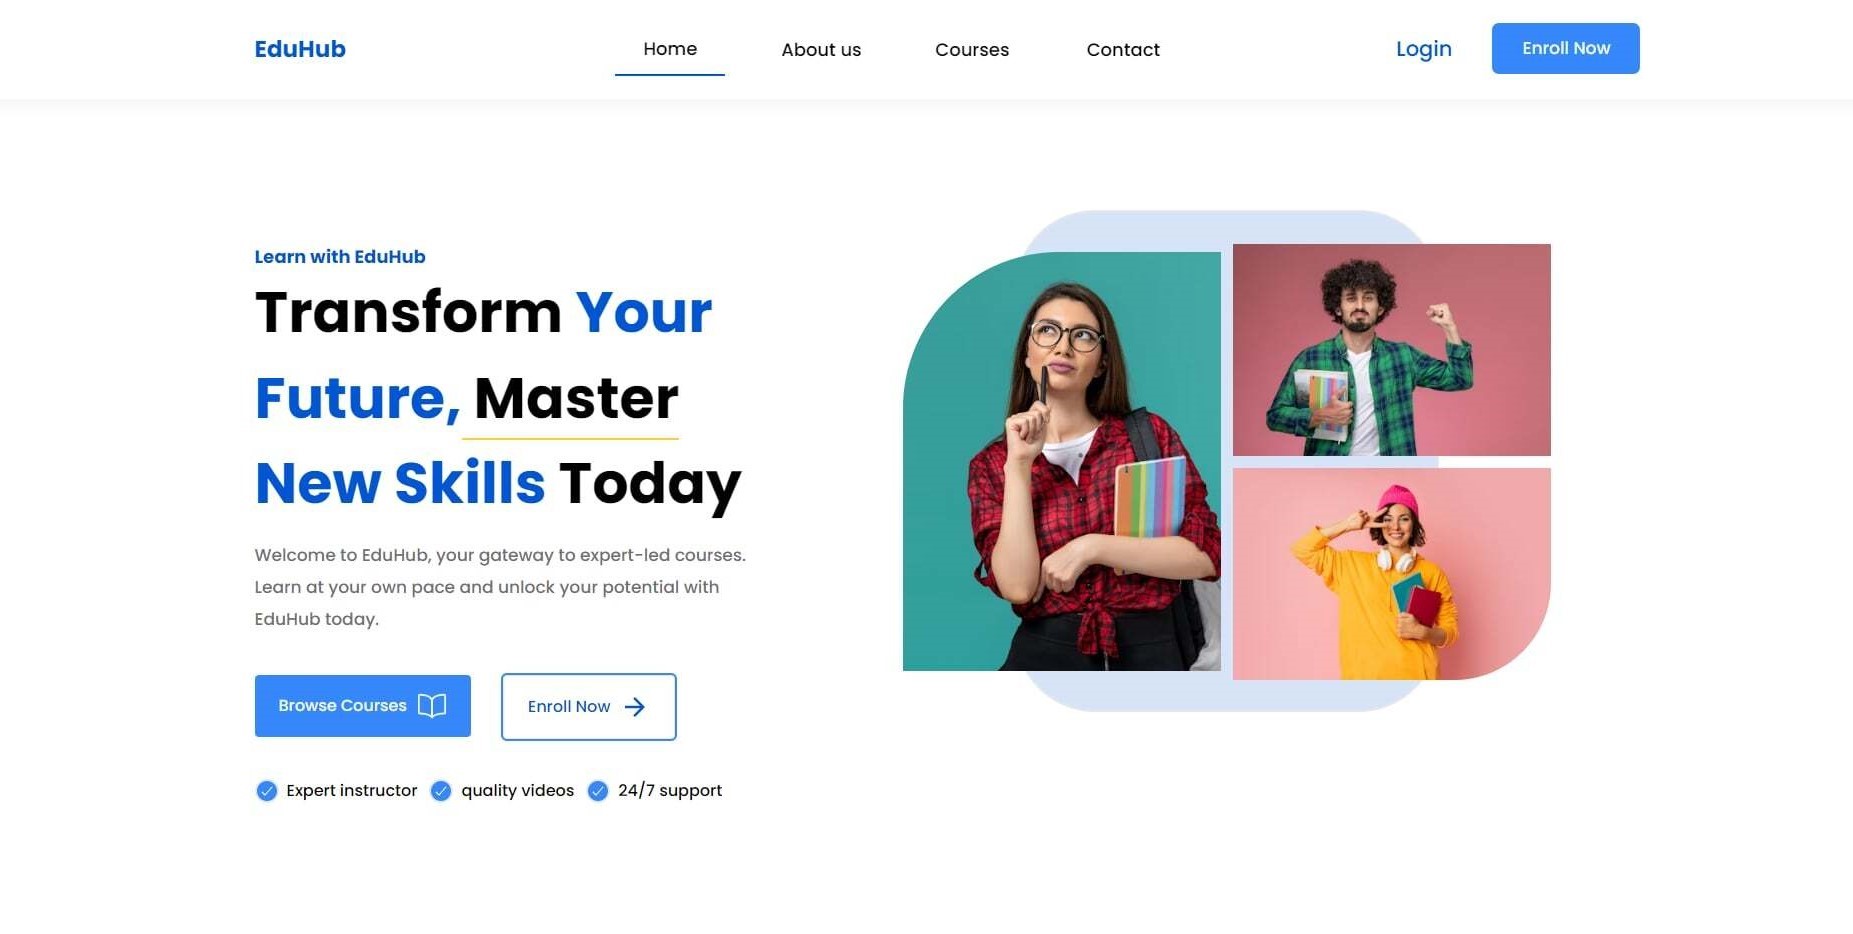 EduHub
Home
About us
Courses
Contact
Login
Enroll Now
Learn with EduHub
Transform Your
Future, Master
New Skills Today
Welcome to EduHub, your gateway to expert-led courses.
Learn at your own pace and unlock your potential with
EduHub today.
Browse Courses
Enroll Now
Expert instructor
quality videos
24/7 support